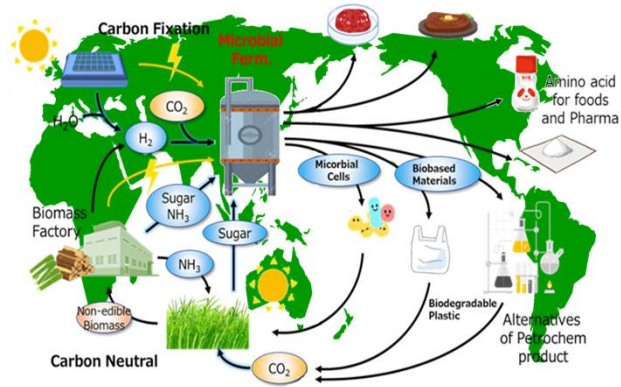 Carbon Fixation
Microbial
Ferm.
CO2
H2O
H2
Amino acid
for foods
and Pharma
Micorbial
Cells
Biobased
Materials
Sugar
NH3
Biomass
Factory
Sugar
NH3
Non-edible
Biomass
Biodegradable
Plastic
Alternatives
of Petrochem
product
Carbon Neutral
CO2